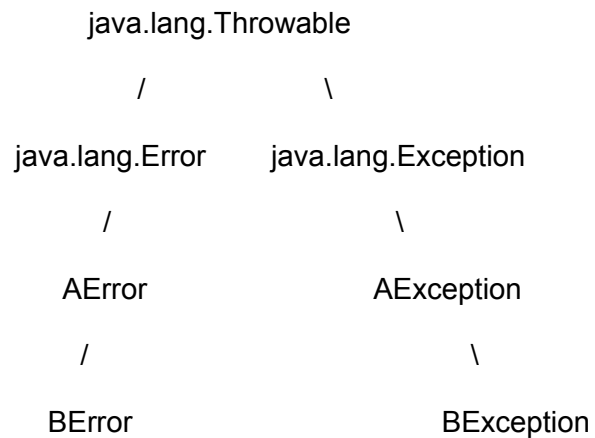 java.lang.Throwable
/ \
java.lang.Error java.lang.Exception
/ \
AError AException
/ \
BError BException